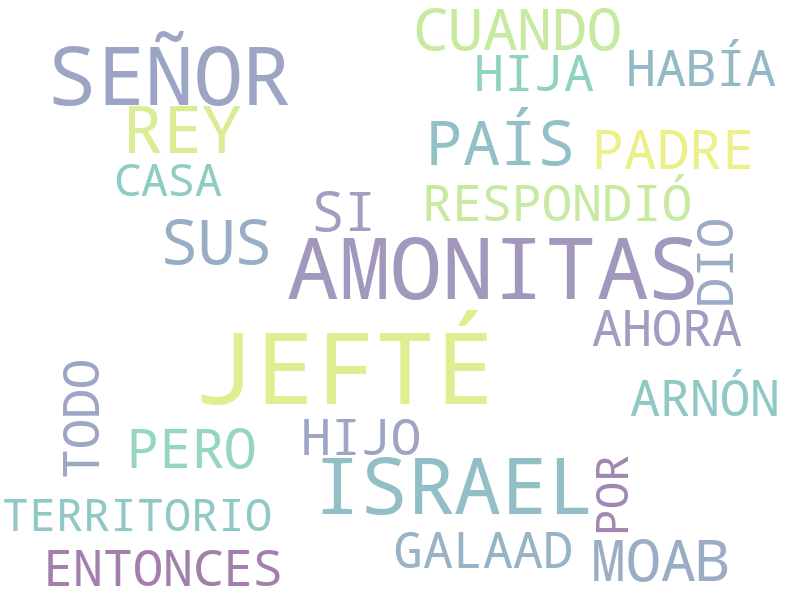 CUANDO
SEÑOR
HIJA
HABÍA
REY
PAÍS
PADRE
CASA
SI
RESPONDIÓ
SUS
AMONITAS
DIO
JEFTÉ
AHORA
TODO
ARNÓN
PERO
HIJO
ISRAEL
POR
TERRITORIO
GALAAD
ENTONCES
MOAB